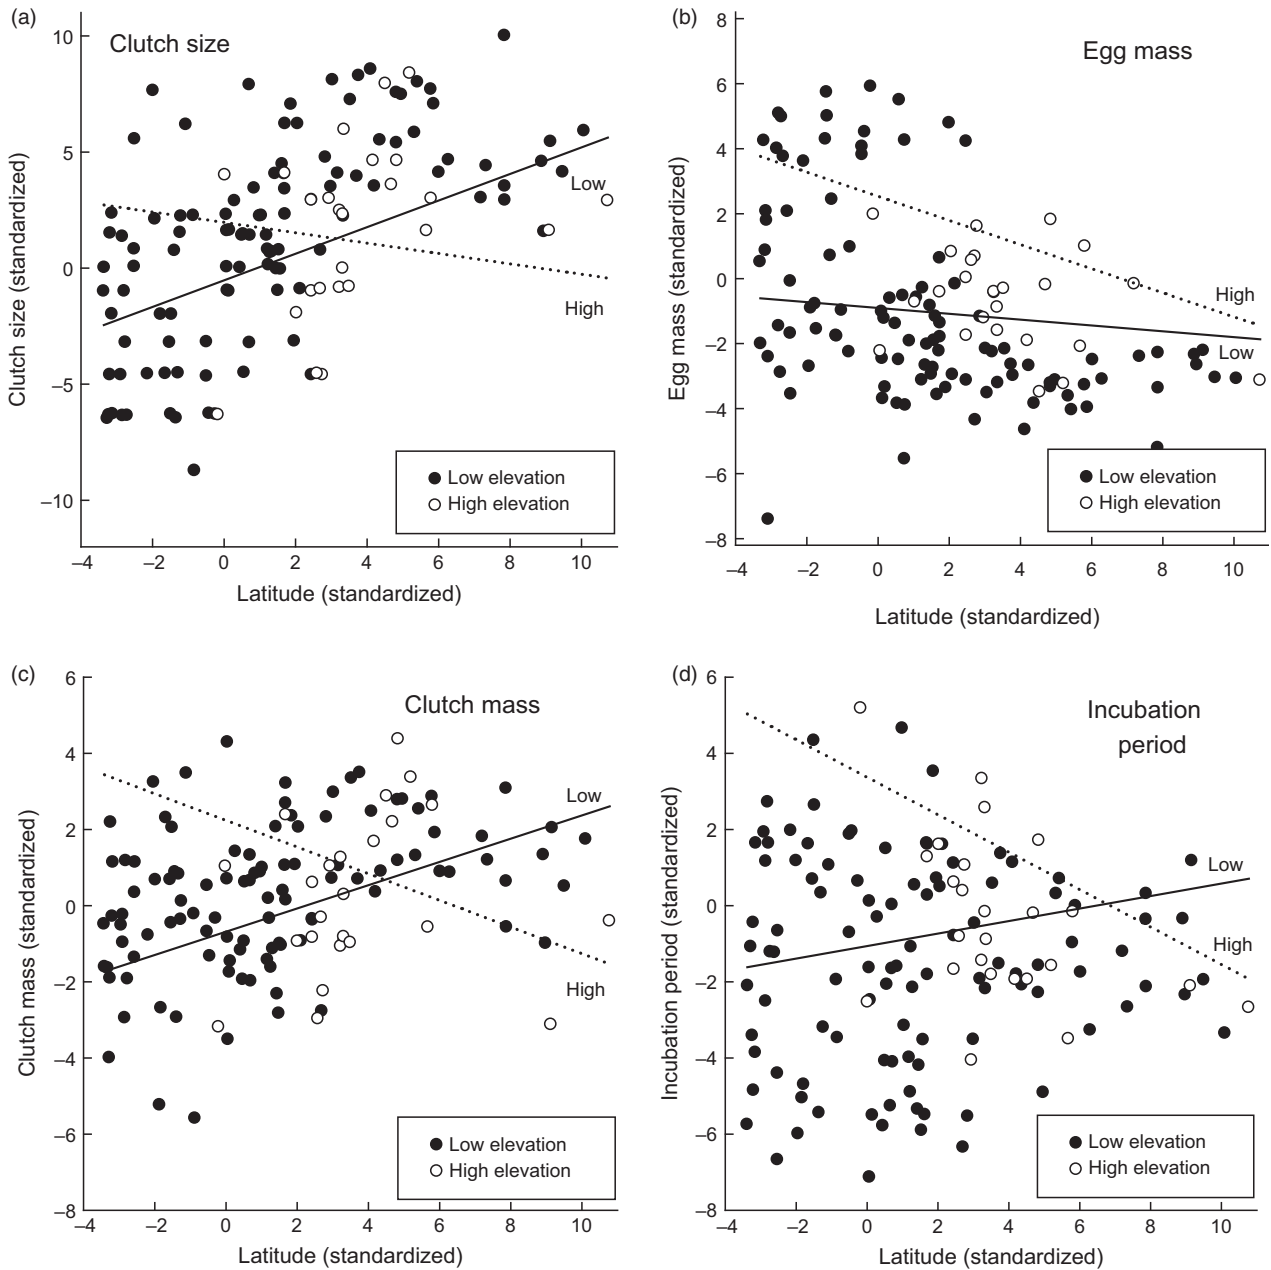 (a)
Clutch size
10
5
0
–5
–10
Clutch size (standardized)
Low
High
Low elevation
High elevation
–4 –2 0 2 4 6 8 10
Latitude (standardized)
(b)
Egg mass
8
6
4
2
0
–2
–4
–6
–8
Egg mass (standardized)
High
Low
Low elevation
High elevation
–4 –2 0 2 4 6 8 10
Latitude (standardized)
(c)
Clutch mass
6
4
2
0
–2
–4
–6
–8
Clutch mass (standardized)
Low
High
Low elevation
High elevation
–4 –2 0 2 4 6 8 10
Latitude (standardized)
(d)
Incubation
period
6
4
2
0
–2
–4
–6
–8
Incubation period (standardized)
Low
High
Low elevation
High elevation
–4 –2 0 2 4 6 8 10
Latitude (standardized)